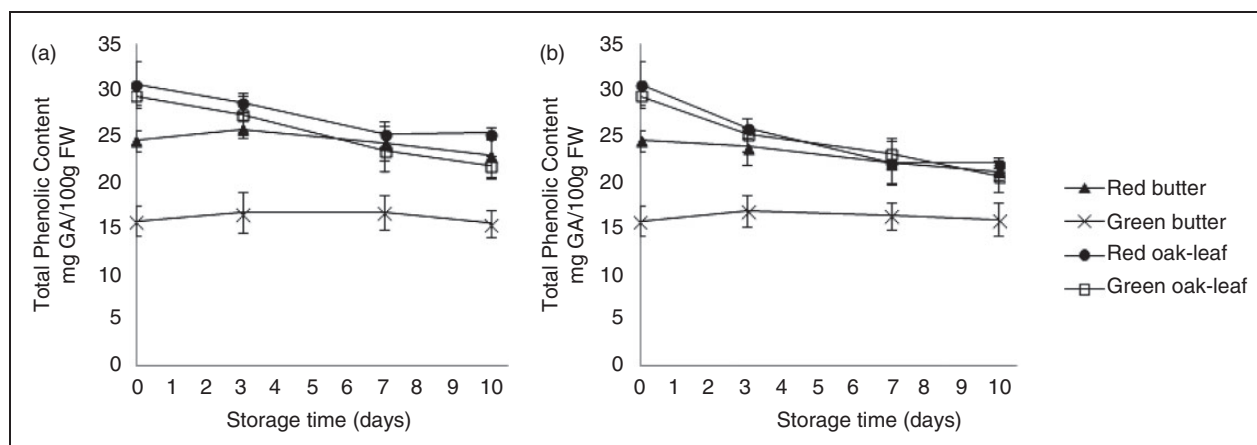 (a)
35
30
25
20
15
10
5
0
Total Phenolic Content
mg GA/100g FW
0 1 2 3 4 5 6 7 8 9 10
Storage time (days)
(b)
35
30
25
20
15
10
5
0
Total Phenolic Content
mg GA/100g FW
0 1 2 3 4 5 6 7 8 9 10
Storage time (days)
Red butter
Green butter
Red oak-leaf
Green oak-leaf